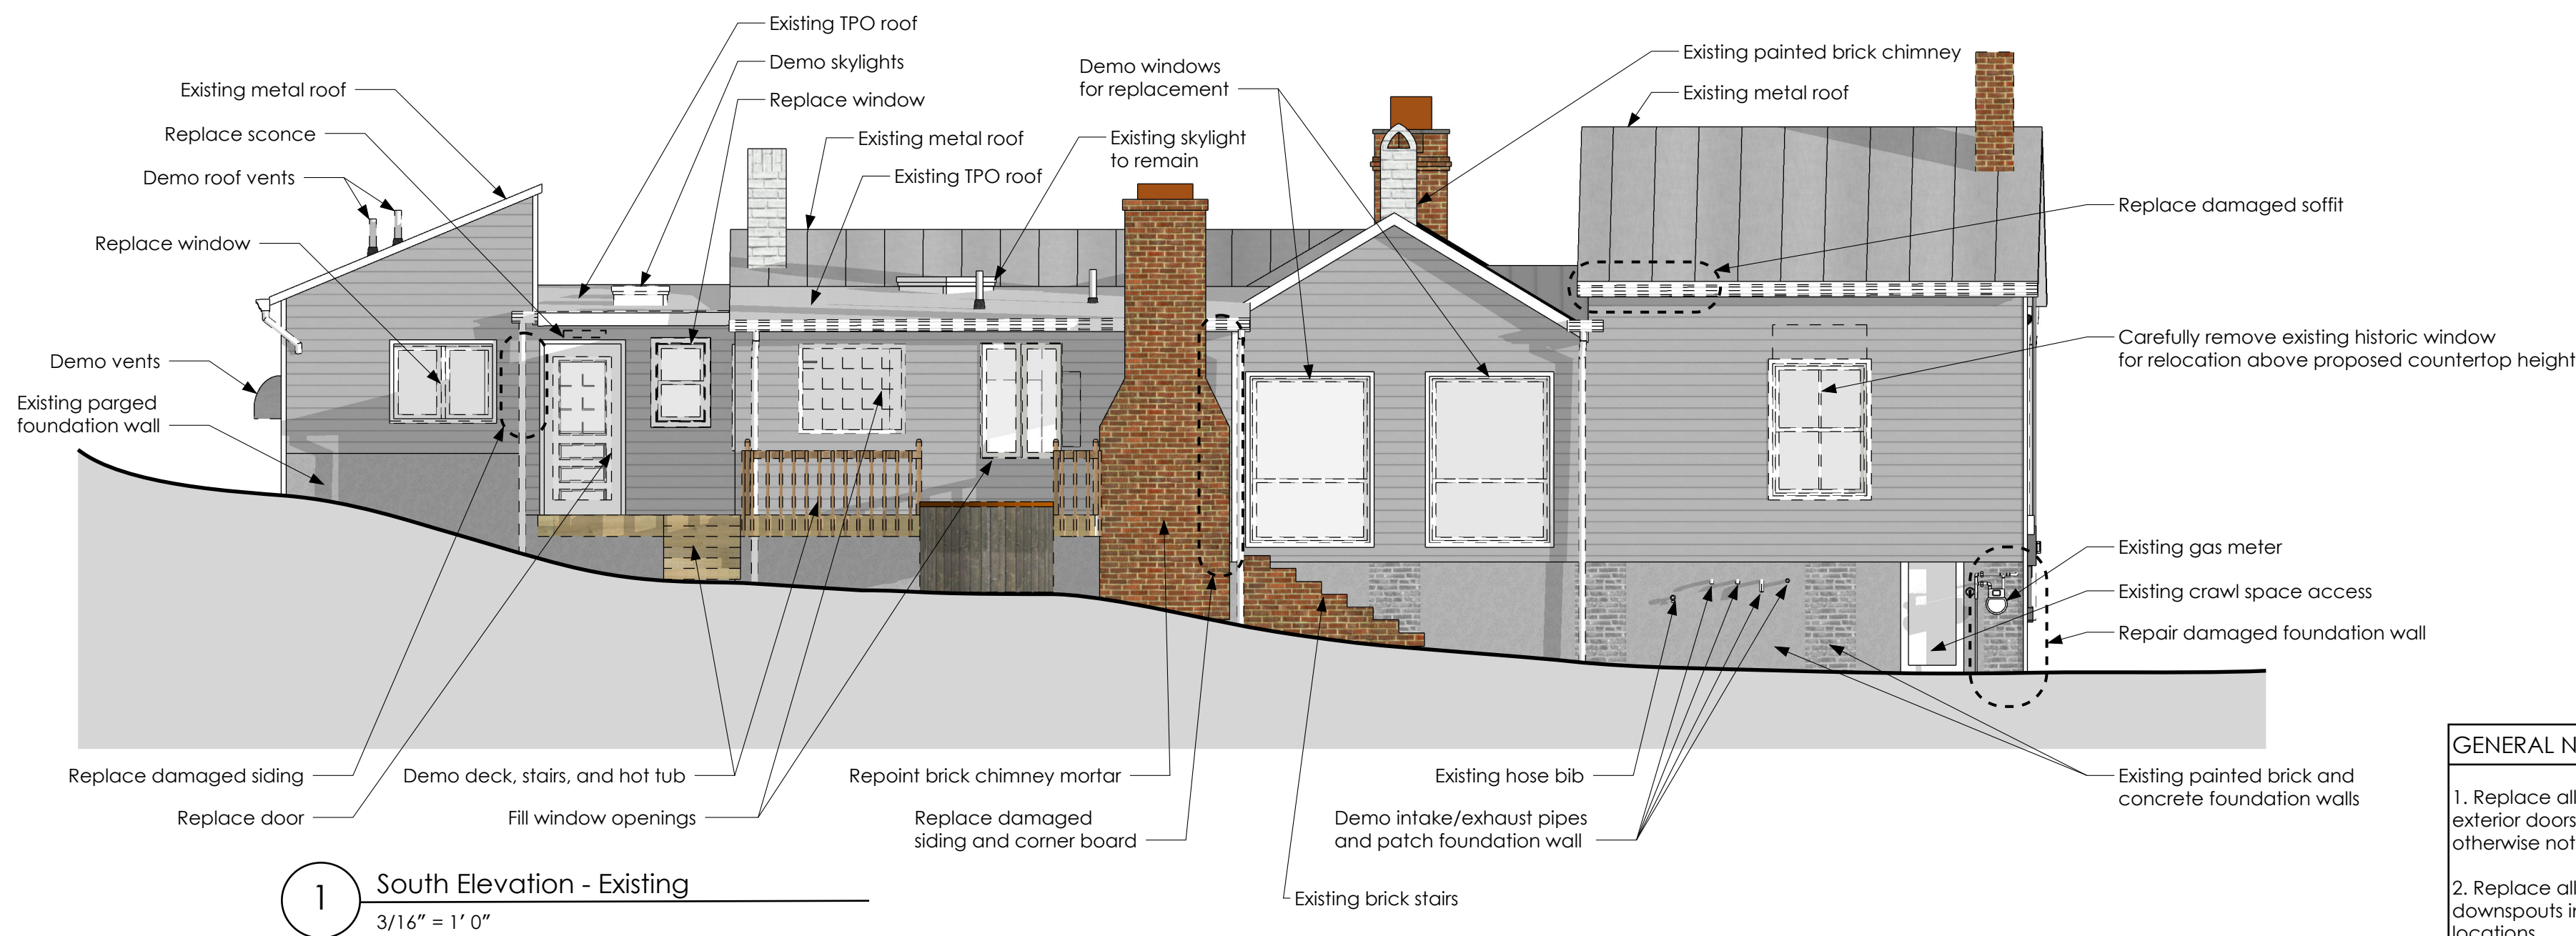 Existing TPO roof
Demo skylights
Replace window
Existing metal roof
Existing TPO roof
Existing metal roof
Replace sconce
Demo roof vents
Replace window
Demo vents
Existing parged
foundation wall
Demo windows
for replacement
Existing skylight
to remain
Existing painted brick chimney
Existing metal roof
Replace damaged soffit
Carefully remove existing historic window
for relocation above proposed countertop height
Existing gas meter
Existing crawl space access
Repair damaged foundation wall
Existing painted brick and
concrete foundation walls
Replace damaged siding
Replace door
Demo deck, stairs, and hot tub
Fill window openings
Repoint brick chimney mortar
Replace damaged
siding and corner board
Existing hose bib
Demo intake/exhaust pipes
and patch foundation wall
Existing brick stairs
1
South Elevation - Existing
3/16" = 1' 0"
GENERAL N
1. Replace all
exterior doors
otherwise not
2. Replace all
downspouts i
locations